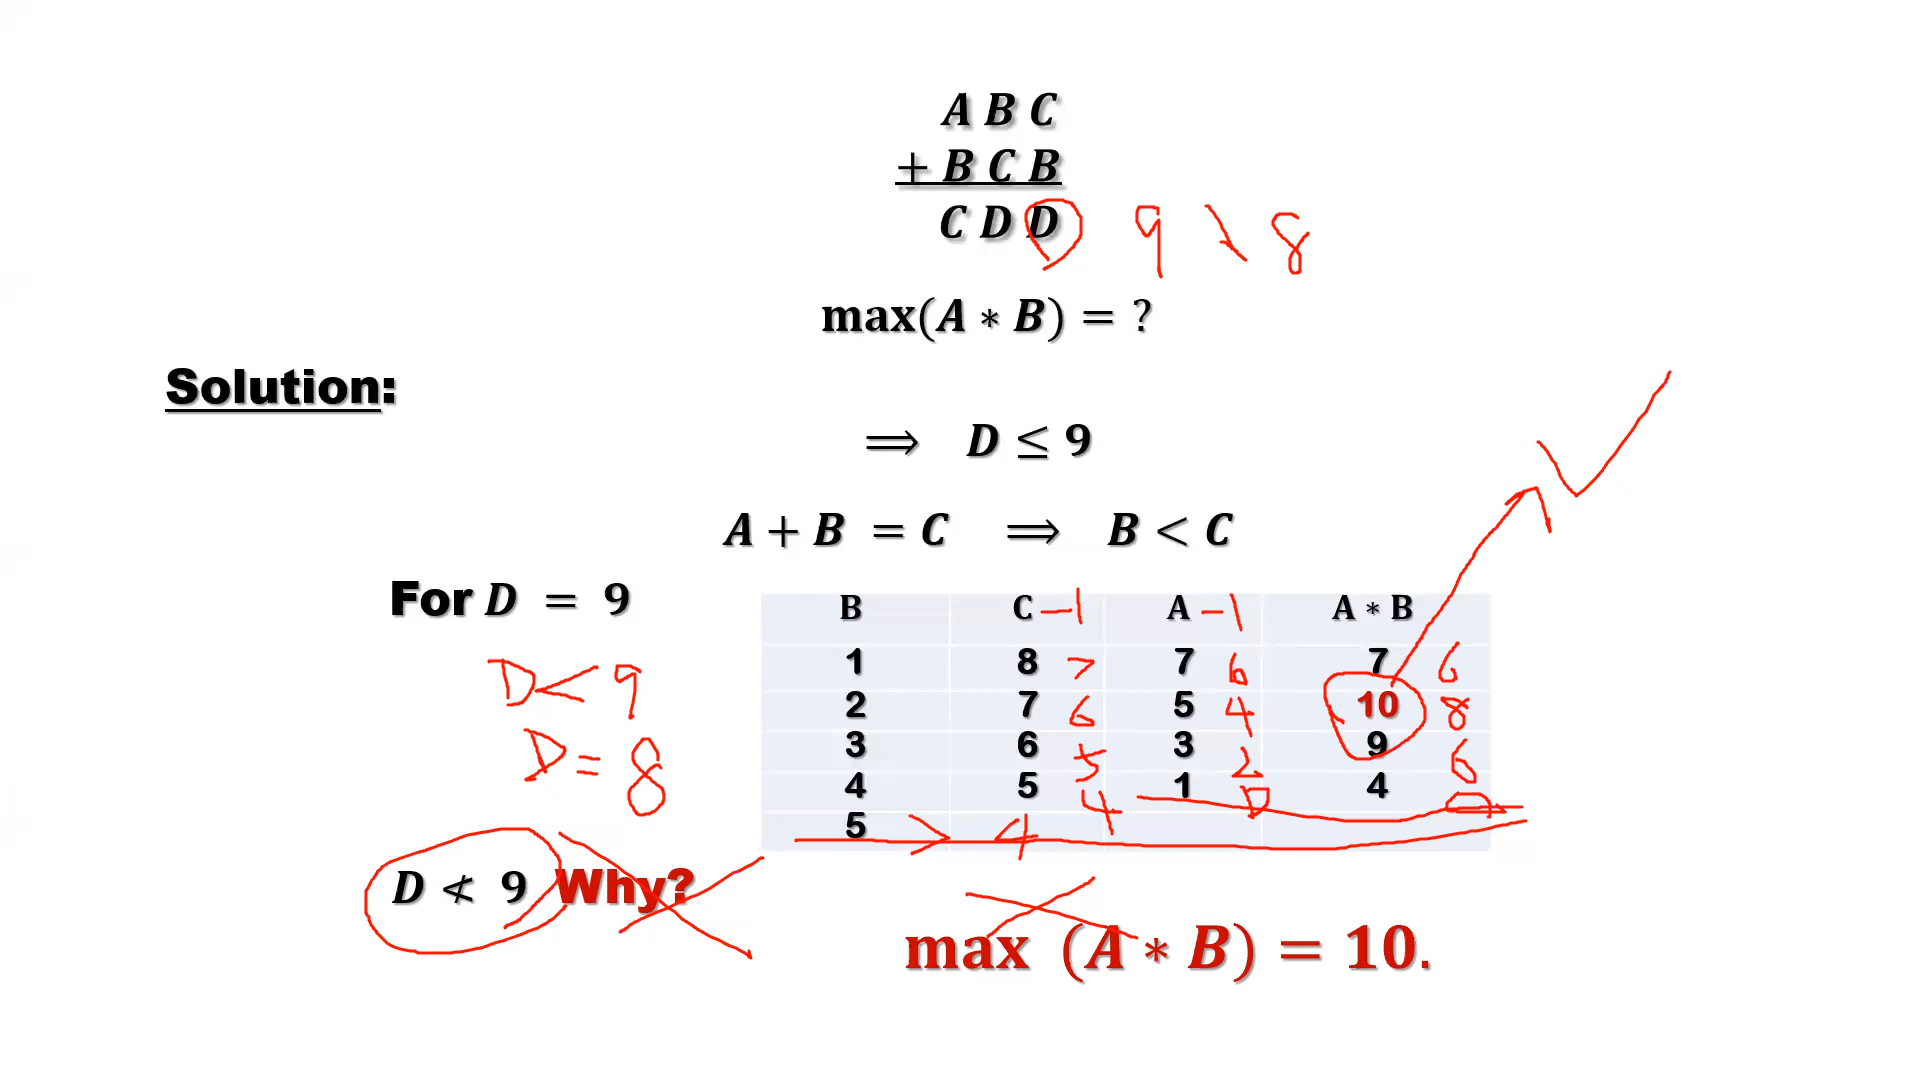 A B C
+ B C B
C D D 9 8
max(A ∗ B) = ?
Solution:
⟹ D ≤ 9
A + B = C ⟹ B < C
For D = 9
B C −1 A −1 A ∗ B
1 8 7 7 6 7 6
2 7 6 5 4 10 8
3 6 5 3 2 9 6
4 5 4 1 0 4 0
5 > 4
D < 9
D = 8
D ≮ 9 Why?
max (A ∗ B) = 10.